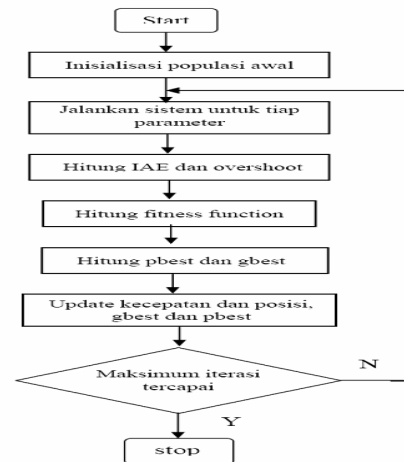 Start
Inisialisasi populasi awal
Jalankan sistem untuk tiap
parameter
Hitung IAE dan overshoot
Hitung fitness function
Hitung pbest dan gbest
Update kecepatan dan posisi,
gbest dan pbest
Maksimum iterasi
tercapai
N
Y
stop